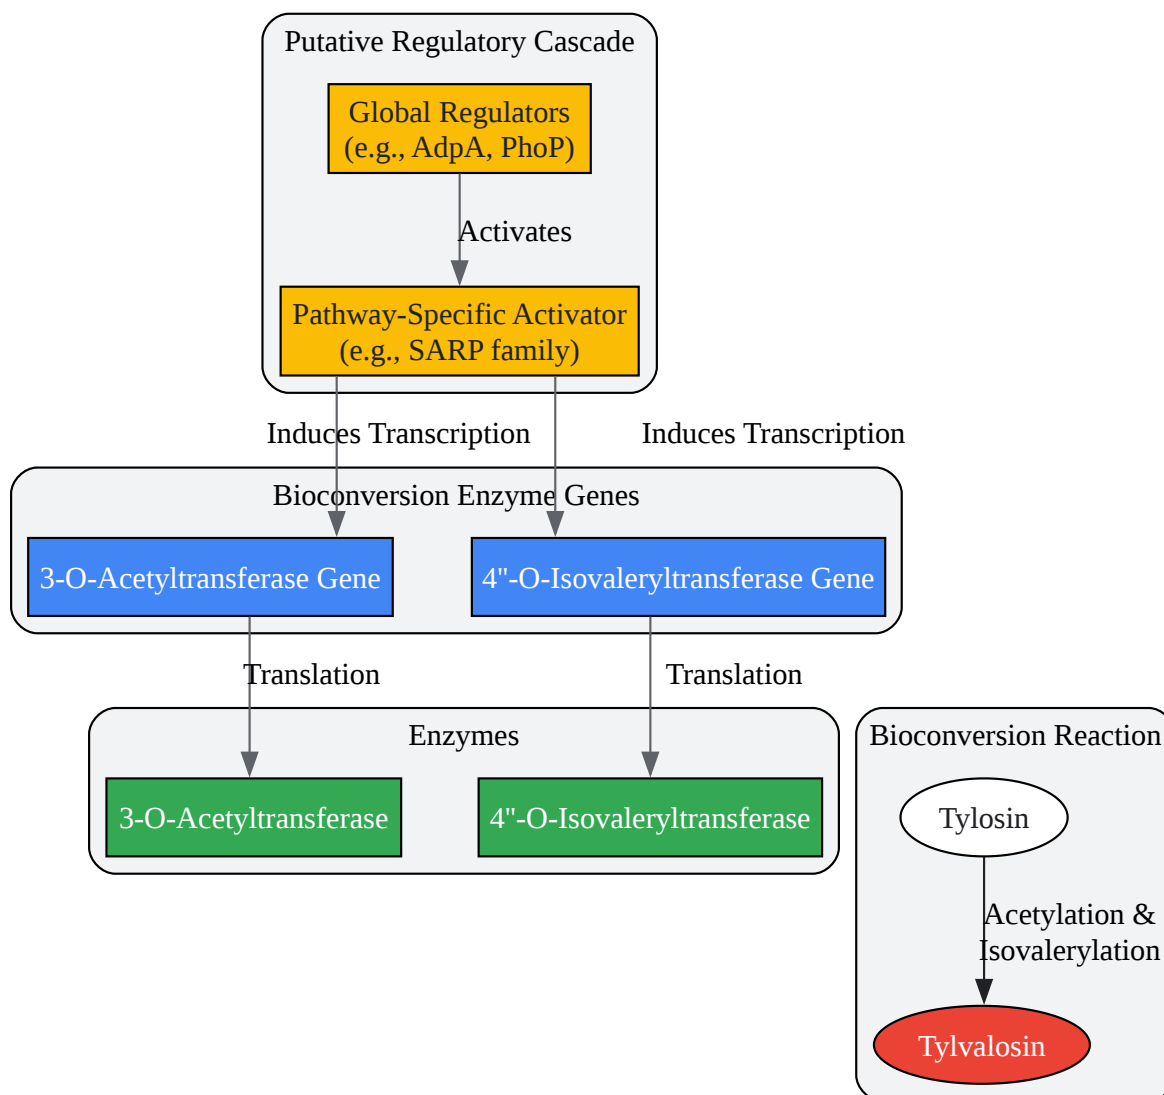 Putative Regulatory Cascade
Global Regulators
(e.g., AdpA, PhoP)
Activates
Pathway-Specific Activator
(e.g., SARP family)
Induces Transcription
Induces Transcription
Bioconversion Enzyme Genes
3-O-Acetyltransferase Gene
4"-O-Isovaleryltransferase Gene
Translation
Translation
Enzymes
3-O-Acetyltransferase
4"-O-Isovaleryltransferase
Bioconversion Reaction
Tylosin
Acetylation &
Isovalerylation
Tylvalosin